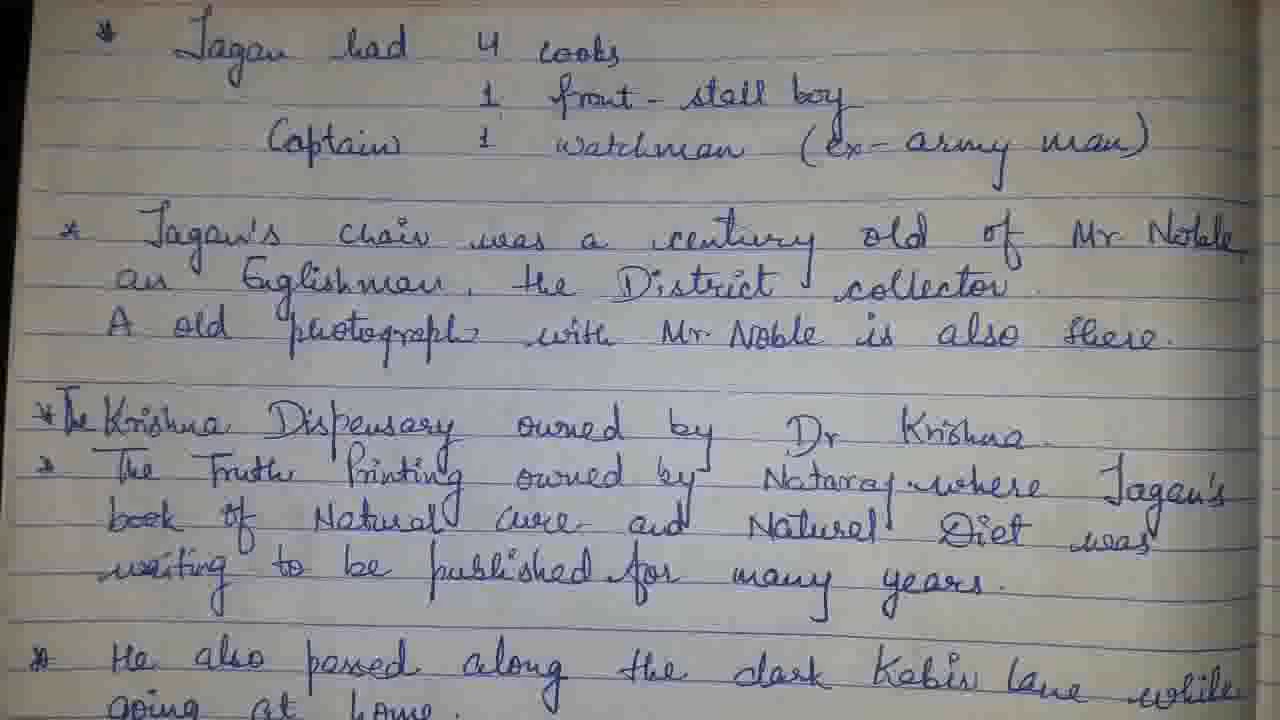 * Jagan had 4 cooks
1 front - stall boy
Captain 1 watchman (ex-army man)
* Jagan's chair was a century old of Mr Noble
an Englishman, the District collector.
A old photograph with Mr. Noble is also there.
* The Krishna Dispensary owned by Dr Krishna.
* The Truth Printing owned by Nataraj where Jagan's
book of Natural cure and Natural Diet was
waiting to be published for many years.
* He also passed along the dark Kabir lane while
going at home.